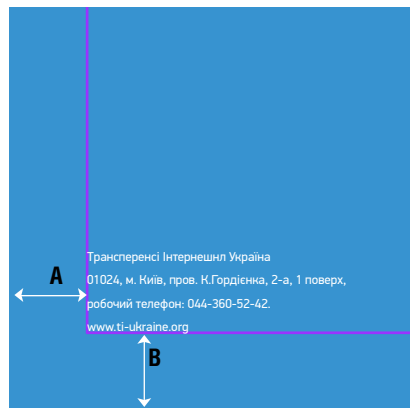 Трансперенсі Інтернешнл Україна
01024, м. Київ, пров. К.Гордієнка, 2-а, 1 поверх,
робочий телефон: 044-360-52-42.
www.ti-ukraine.org
A
B